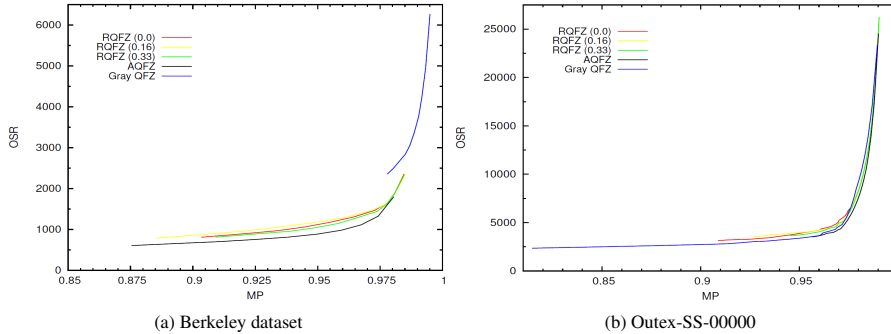 6000
5000
4000
3000
2000
1000
0
OSR
RQFZ (0.0)
RQFZ (0.16)
RQFZ (0.33)
AQFZ
Gray QFZ
0.85
0.875
0.9
0.925
0.95
0.975
1
MP
(a) Berkeley dataset
25000
20000
15000
10000
5000
0
OSR
RQFZ (0.0)
RQFZ (0.16)
RQFZ (0.33)
AQFZ
Gray QFZ
0.85
0.9
0.95
MP
(b) Outex-SS-00000